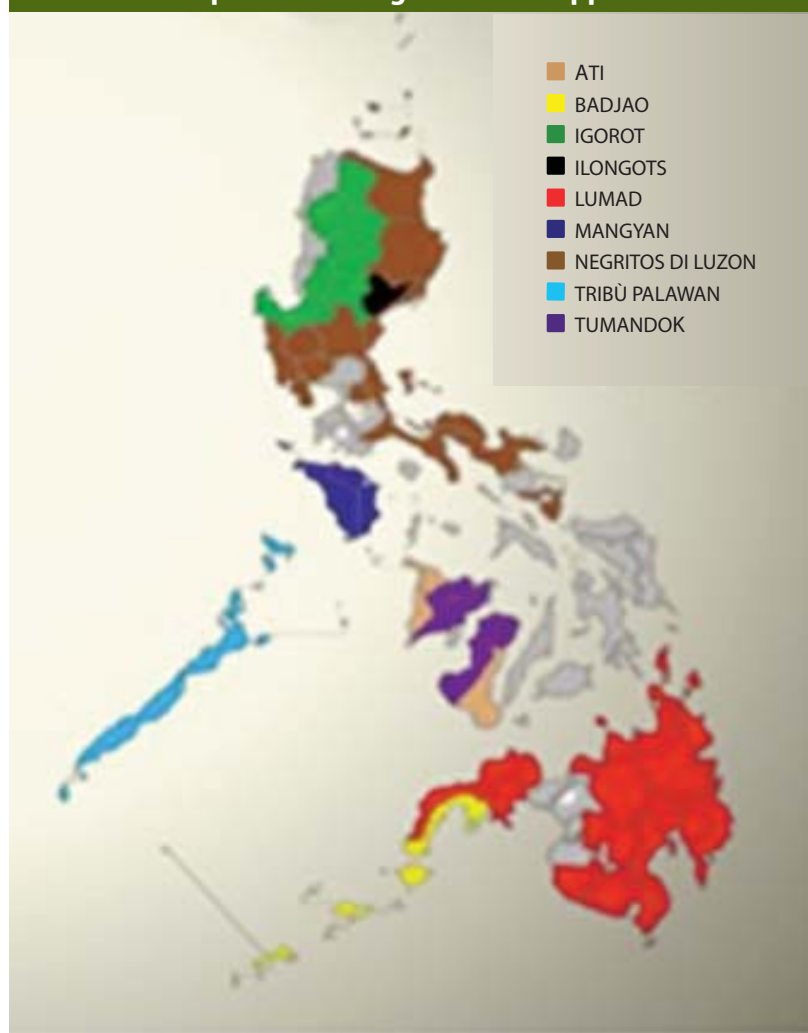 ATI
BADJAO
IGOROT
ILONGOTS
LUMAD
MANGYAN
NEGRITOS DI LUZON
TRIBÙ PALAWAN
TUMANDOK